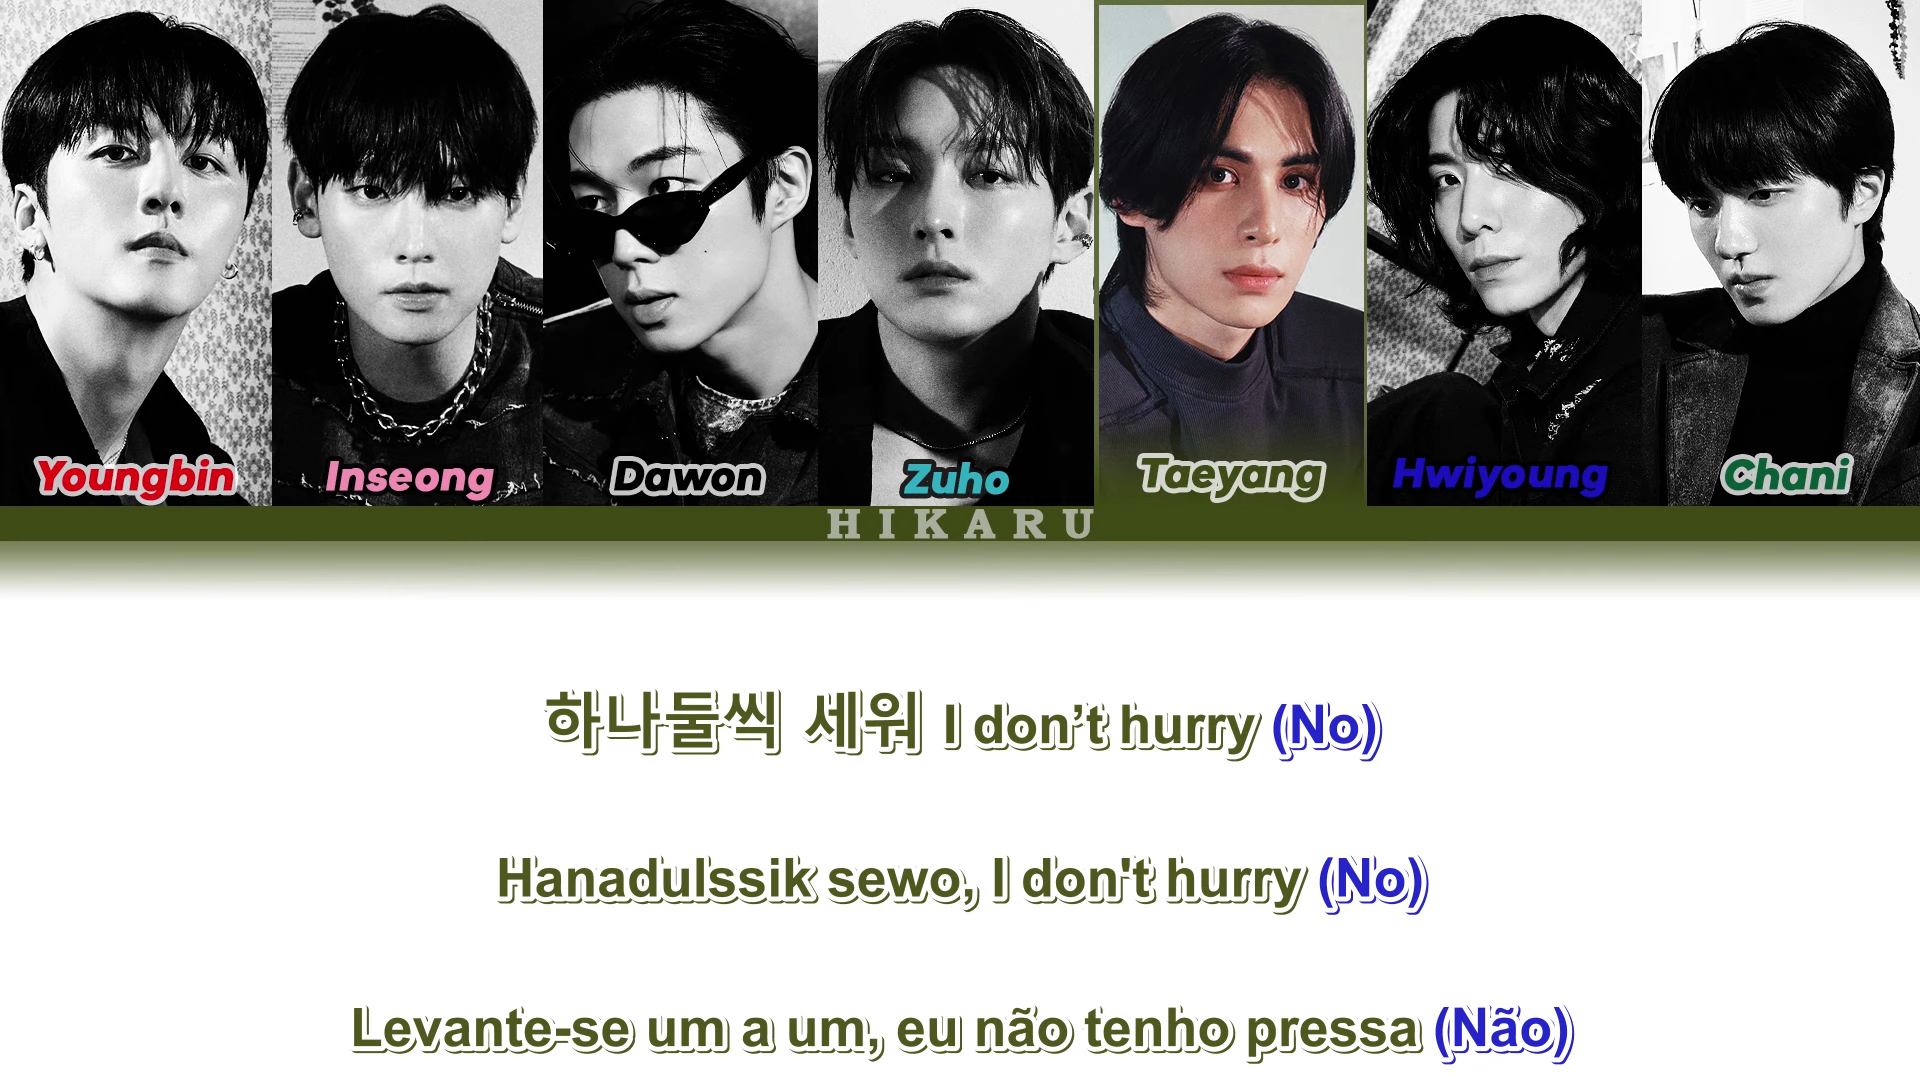 Youngbin Inseong Dawon Zuho Taeyang Hwiyoung Chani
HIKARU
하나둘씩 세워 I don’t hurry (No)
Hanadulssik sewo, I don't hurry (No)
Levante-se um a um, eu não tenho pressa (Não)